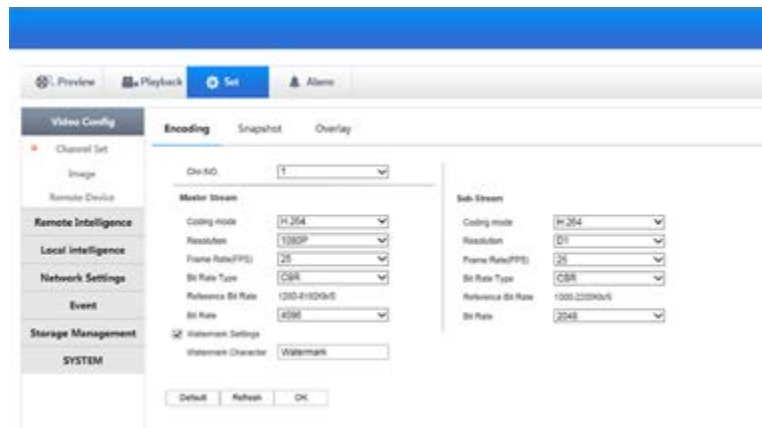 Preview
Playback
Set
Alarm
Video Config
Channel Set
Image
Remote Device
Remote Intelligence
Local intelligence
Network Settings
Event
Storage Management
SYSTEM
Encoding
Snapshot
Overlay
Chn NO.
1
Master Stream
Coding mode
H.264
Resolution
1080P
Frame Rate(FPS)
25
Bit Rate Type
CBR
Reference Bit Rate
Bit Rate
4096
Watermark Settings
Watermark Character
Watermark
Default
Refresh
OK
Sub Stream
Coding mode
H.264
Resolution
D1
Frame Rate(FPS)
25
Bit Rate Type
CBR
Reference Bit Rate
Bit Rate
2048